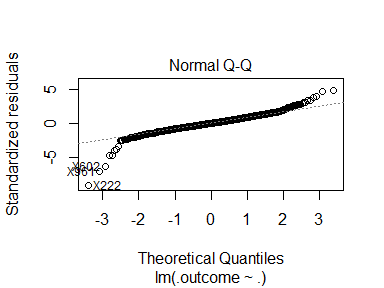 Normal Q-Q
Standardized residuals
5
0
-5
X602
X961
X222
-3 -2 -1 0 1 2 3
Theoretical Quantiles
lm(.outcome ~ .)